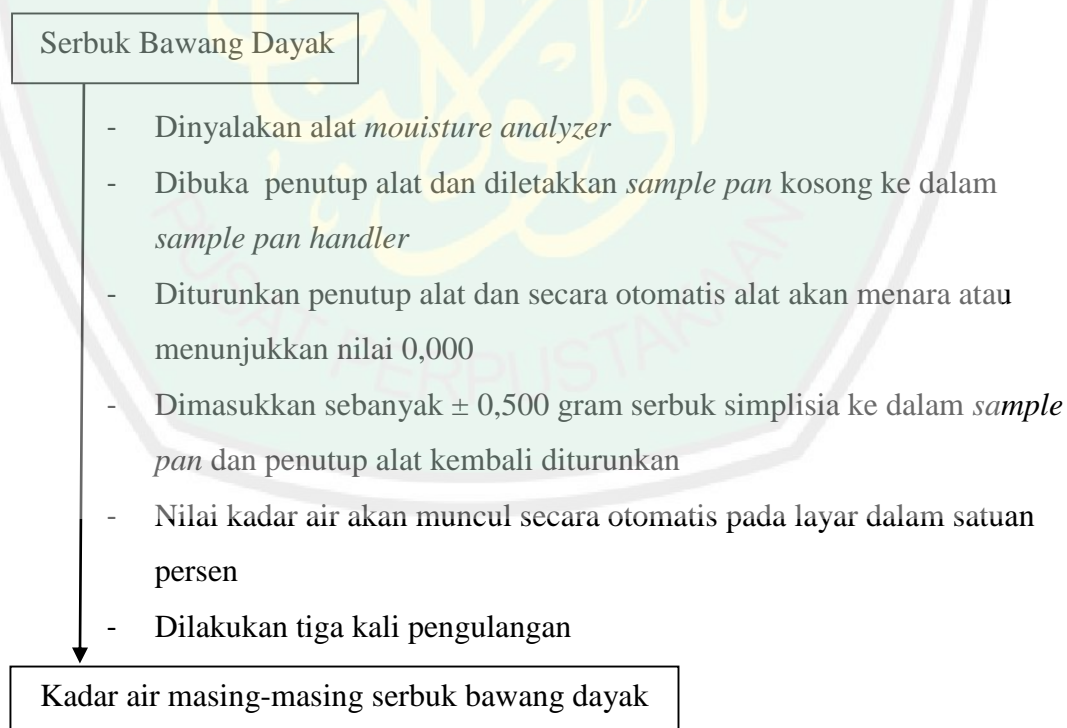 Serbuk Bawang Dayak
- Dinyalakan alat mouisture analyzer
- Dibuka penutup alat dan diletakkan sample pan kosong ke dalam
sample pan handler
- Diturunkan penutup alat dan secara otomatis alat akan menara atau
menunjukkan nilai 0,000
- Dimasukkan sebanyak ± 0,500 gram serbuk simplisia ke dalam sample
pan dan penutup alat kembali diturunkan
- Nilai kadar air akan muncul secara otomatis pada layar dalam satuan
persen
- Dilakukan tiga kali pengulangan
Kadar air masing-masing serbuk bawang dayak
PUSAT PERPUSTAKAAN